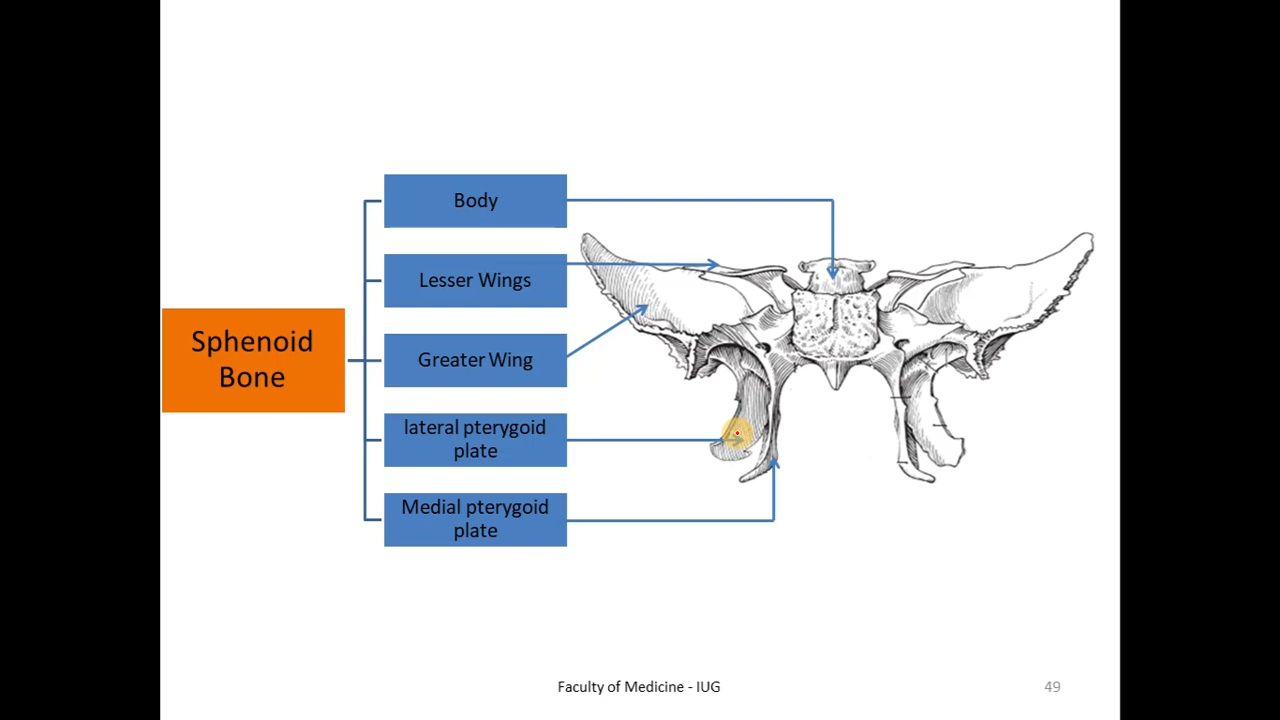 Sphenoid
Bone
Body
Lesser Wings
Greater Wing
lateral pterygoid
plate
Medial pterygoid
plate
Faculty of Medicine - IUG
49